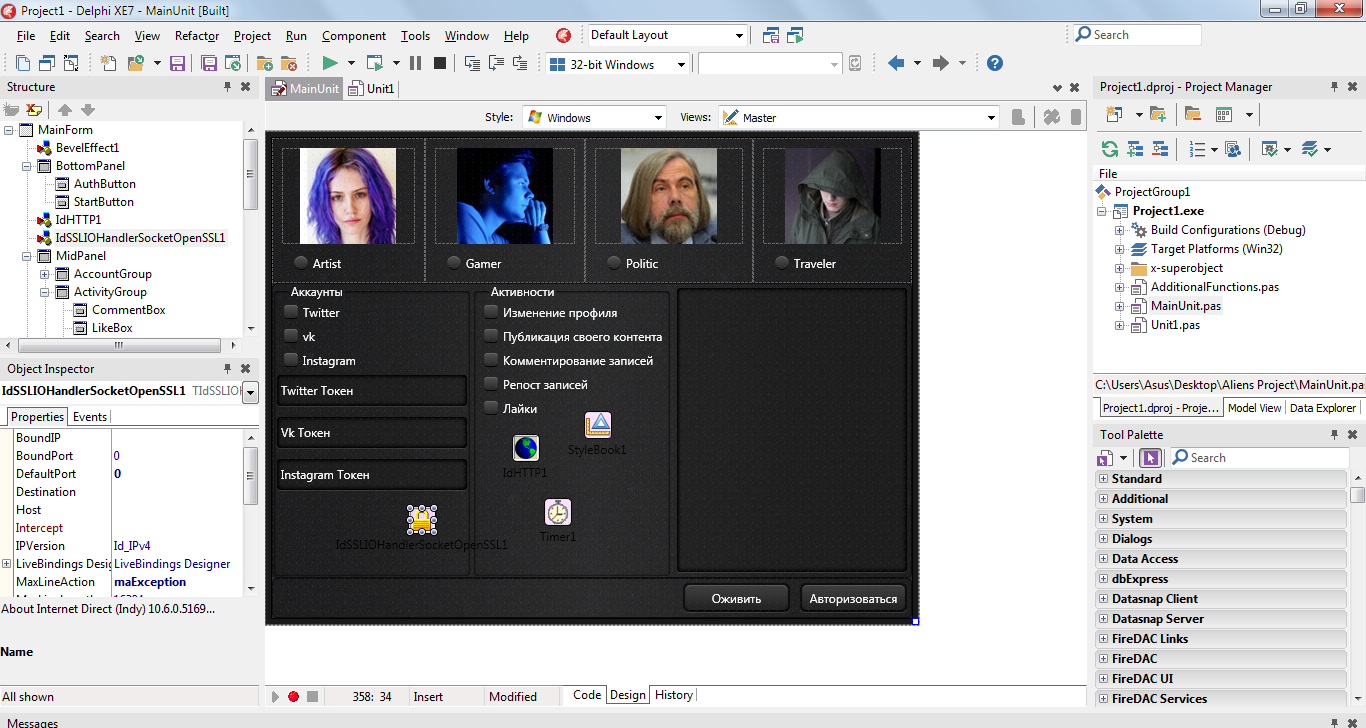 Project1 - Delphi XE7 - MainUnit [Built]
File Edit Search View Refactor Project Run Component Tools Window Help
Default Layout
Search
32-bit Windows
Structure
MainForm
BevelEffect1
BottomPanel
AuthButton
StartButton
IdHTTP1
IdSSLIOHandlerSocketOpenSSL1
MidPanel
AccountGroup
ActivityGroup
CommentBox
LikeBox
Object Inspector
IdSSLIOHandlerSocketOpenSSL1 TIdSSLIOH
Properties Events
BoundIP
BoundPort 0
DefaultPort 0
Destination
Host
Intercept
IPVersion Id_IPv4
LiveBindings Desig LiveBindings Designer
MaxLineAction maException
About Internet Direct (Indy) 10.6.0.5169...
Name
All shown
MainUnit Unit1
Style: Windows Views: Master
Artist Gamer Politic Traveler
Аккаунты
Twitter
vk
Instagram
Twitter Токен
Vk Токен
Instagram Токен
Активности
Изменение профиля
Публикация своего контента
Комментирование записей
Репост записей
Лайки
StyleBook1
IdHTTP1
Timer1
IdSSLIOHandlerSocketOpenSSL1
Оживить Авторизоваться
358: 34 Insert Modified Code Design History
Messages
Project1.dproj - Project Manager
File
ProjectGroup1
Project1.exe
Build Configurations (Debug)
Target Platforms (Win32)
x-superobject
AdditionalFunctions.pas
MainUnit.pas
Unit1.pas
C:\Users\Asus\Desktop\Aliens Project\MainUnit.pa
Project1.dproj - Proje... Model View Data Explorer
Tool Palette
Search
Standard
Additional
System
Dialogs
Data Access
dbExpress
Datasnap Client
Datasnap Server
FireDAC Links
FireDAC
FireDAC UI
FireDAC Services